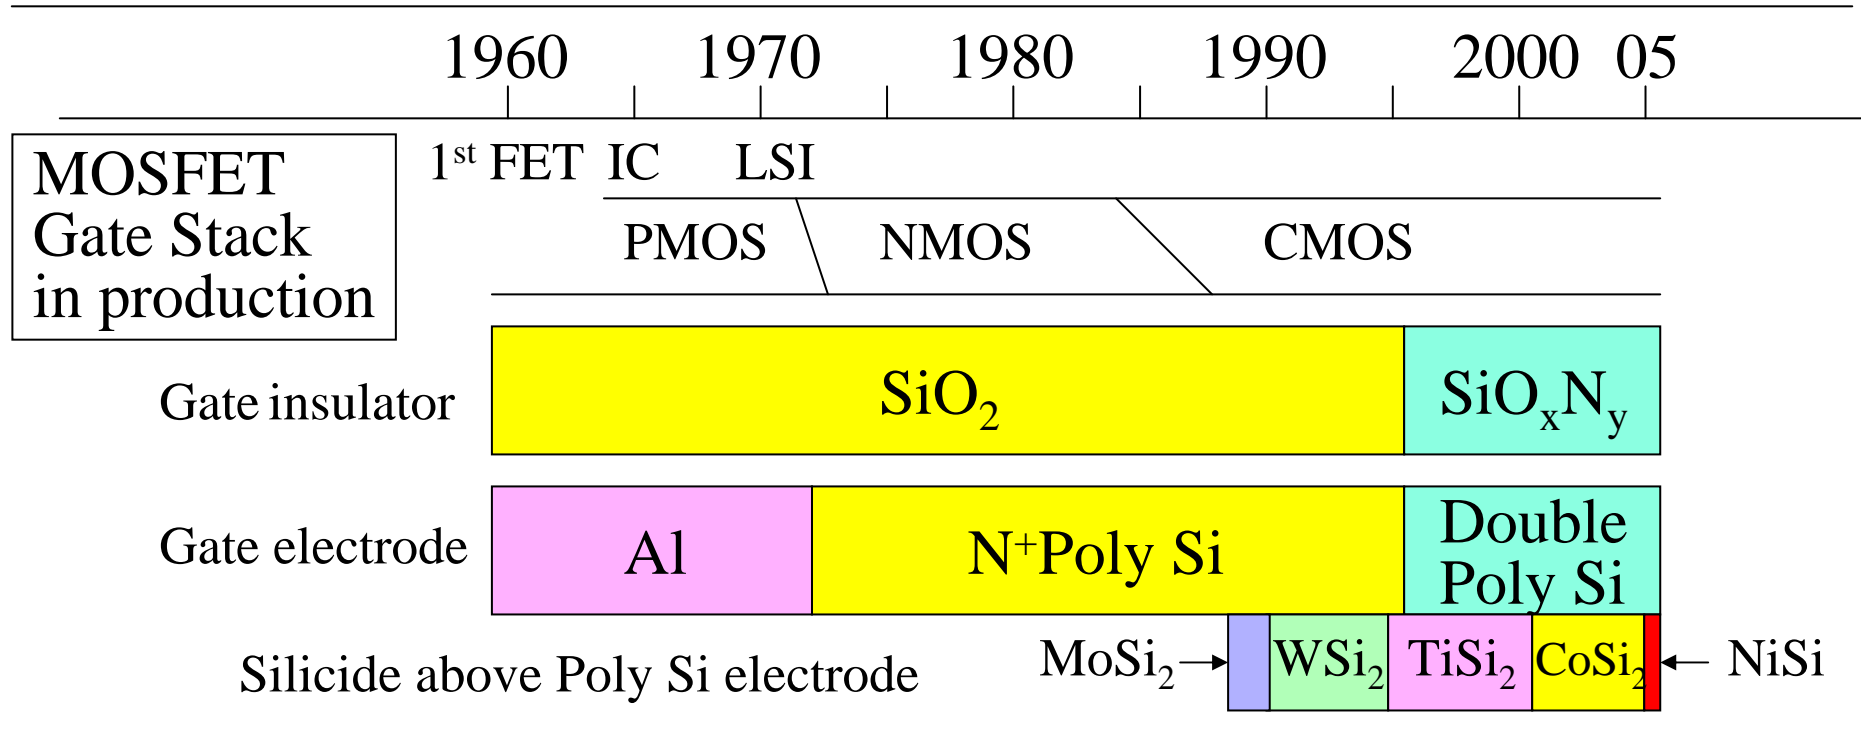 1960 1970 1980 1990 2000 05
MOSFET
Gate Stack
in production
1st FET IC LSI
PMOS NMOS CMOS
Gate insulator SiO2 SiOxNy
Gate electrode Al N+Poly Si Double
Poly Si
Silicide above Poly Si electrode MoSi2 WSi2 TiSi2 CoSi2 NiSi